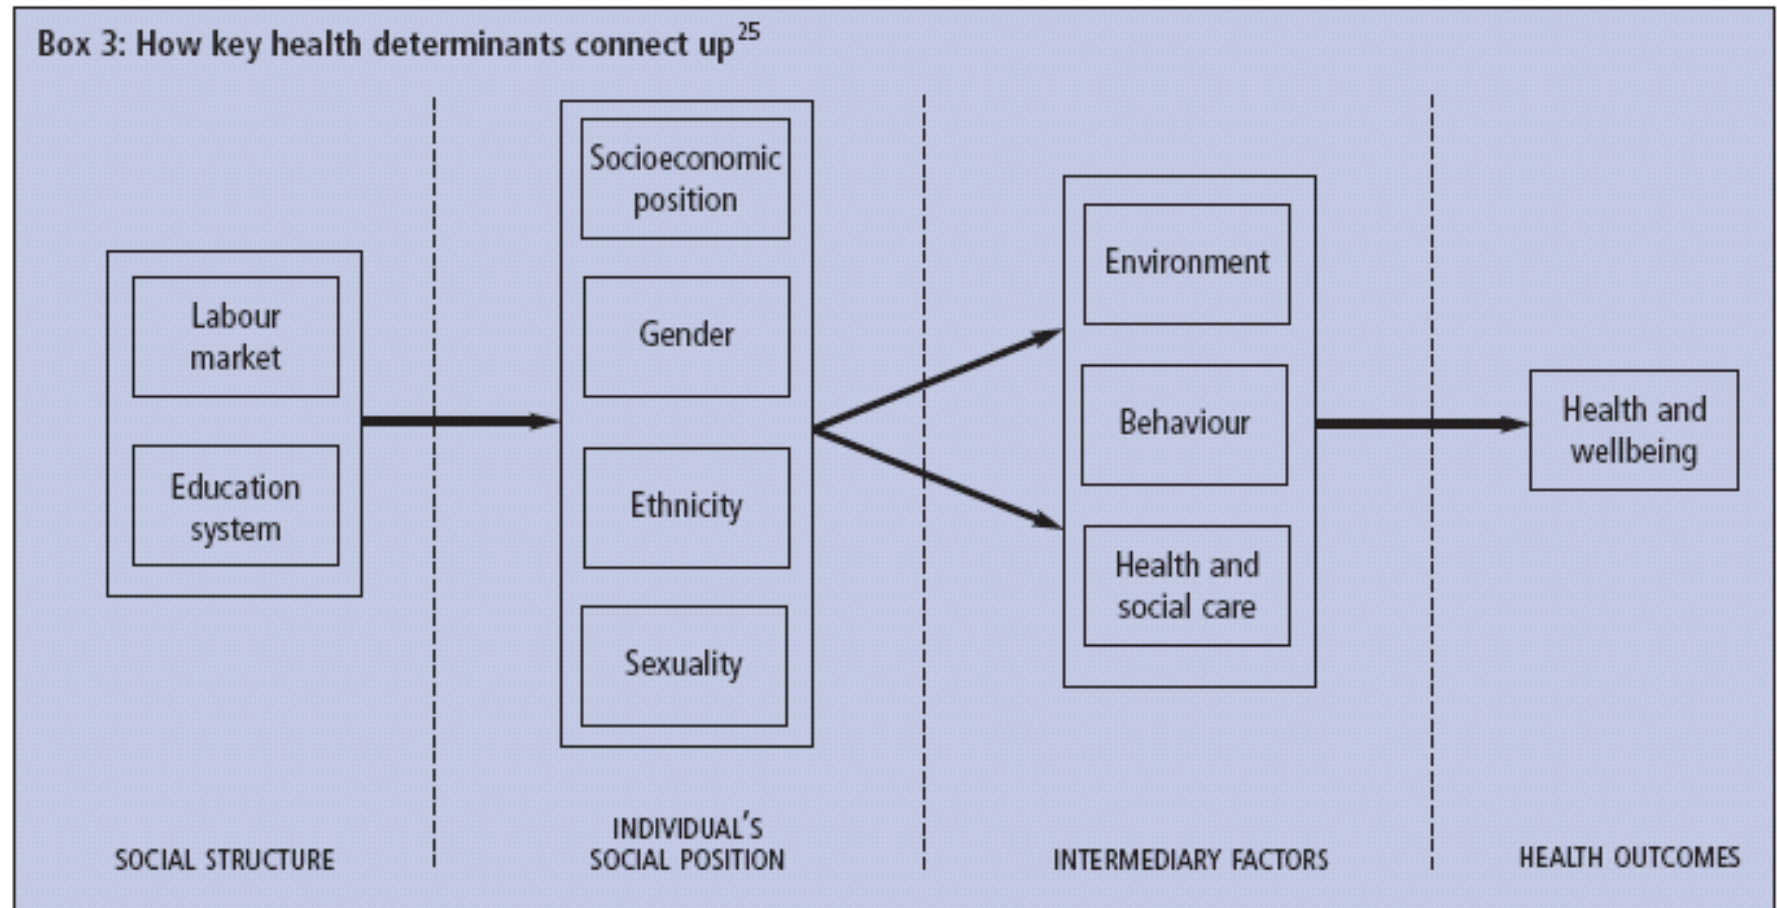 Box 3: How key health determinants connect up25
Labour
market
Education
system
SOCIAL STRUCTURE
Socioeconomic
position
Gender
Ethnicity
Sexuality
INDIVIDUAL'S
SOCIAL POSITION
Environment
Behaviour
Health and
social care
INTERMEDIARY FACTORS
Health and
wellbeing
HEALTH OUTCOMES